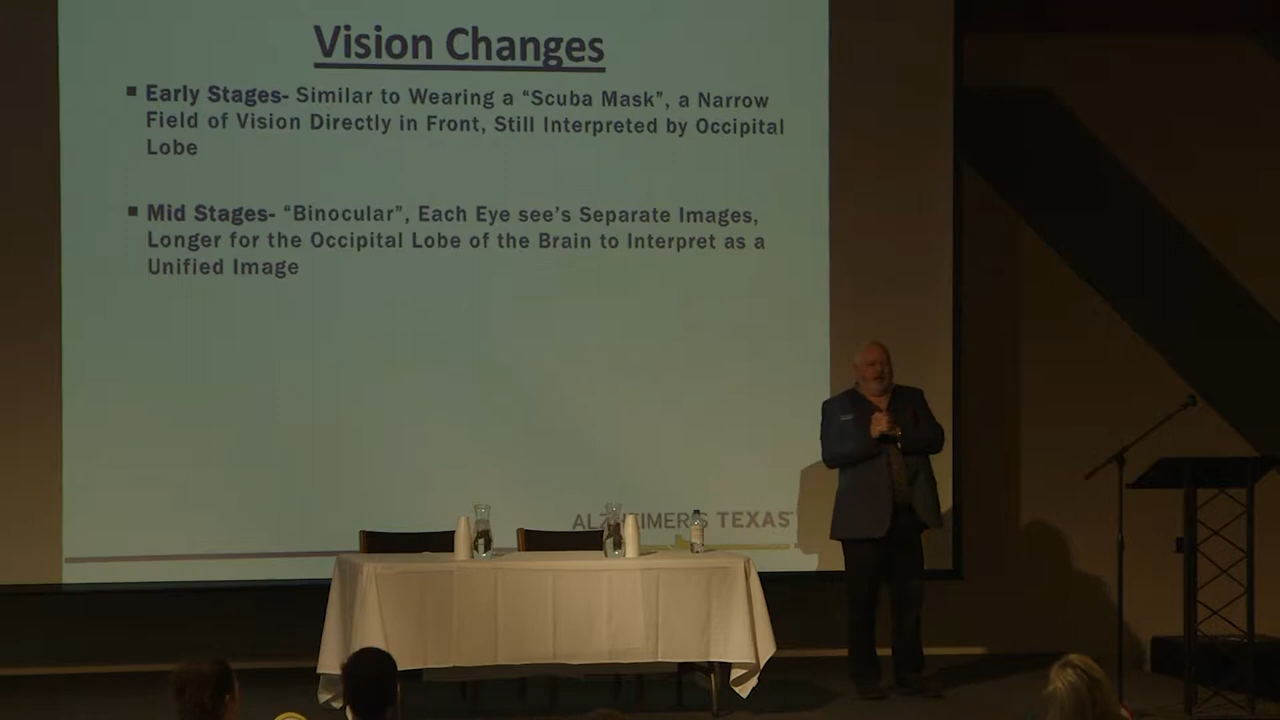 Vision Changes
▪ Early Stages- Similar to Wearing a “Scuba Mask”, a Narrow
Field of Vision Directly in Front, Still Interpreted by Occipital
Lobe
▪ Mid Stages- “Binocular”, Each Eye see’s Separate Images,
Longer for the Occipital Lobe of the Brain to Interpret as a
Unified Image
ALZHEIMER'S TEXAS